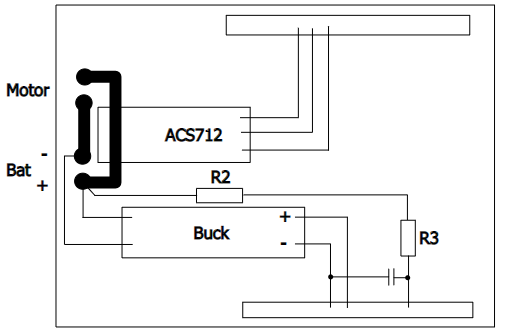 Motor
ACS712
-
Bat
+
R2
+
Buck
-
R3